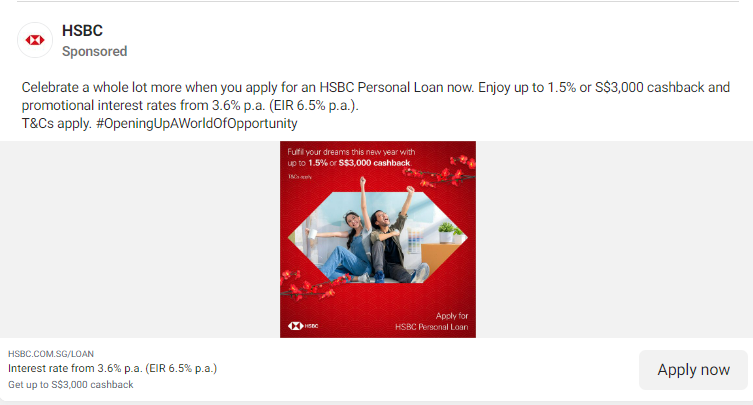 HSBC
Sponsored
Celebrate a whole lot more when you apply for an HSBC Personal Loan now. Enjoy up to 1.5% or S$3,000 cashback and
promotional interest rates from 3.6% p.a. (EIR 6.5% p.a.).
T&Cs apply. #OpeningUpAWorldOfOpportunity
Fulfil your dreams this new year with
up to 1.5% or S$3,000 cashback.
T&Cs apply.
HSBC
Apply for
HSBC Personal Loan
HSBC.COM.SG/LOAN
Interest rate from 3.6% p.a. (EIR 6.5% p.a.)
Get up to S$3,000 cashback
Apply now